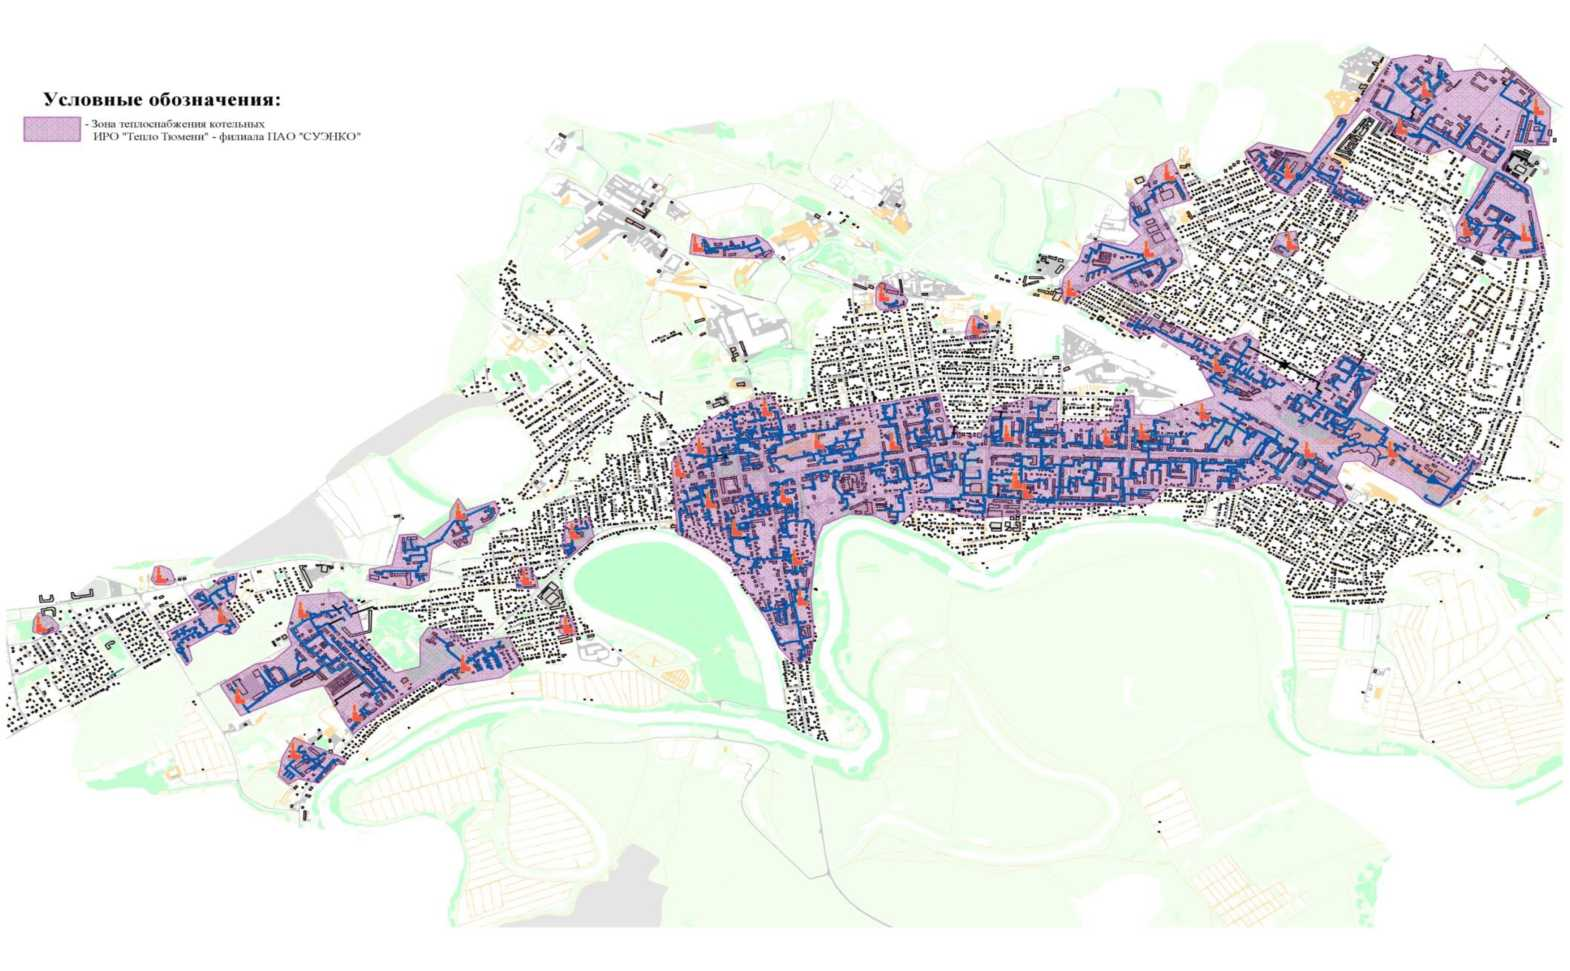 Условные обозначения:
- Зона теплоснабжения котельных
ИРО "Тепло Тюмени" - филиала ПАО "СУЭНКО"